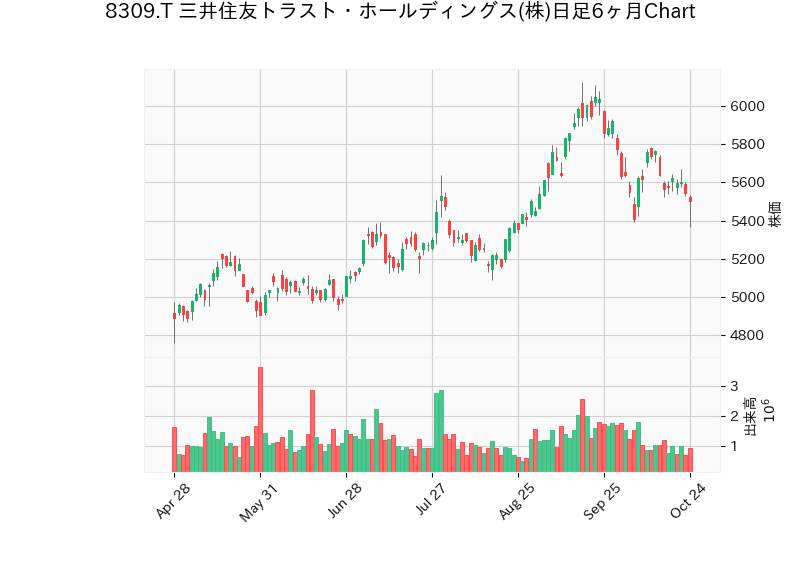 8309.T 三井住友トラスト・ホールディングス(株)日足6ヶ月Chart
6000
5800
5600
5400
5200
5000
4800
株価
3
2
1
出来高
10^6
Apr 28
May 31
Jun 28
Jul 27
Aug 25
Sep 25
Oct 24